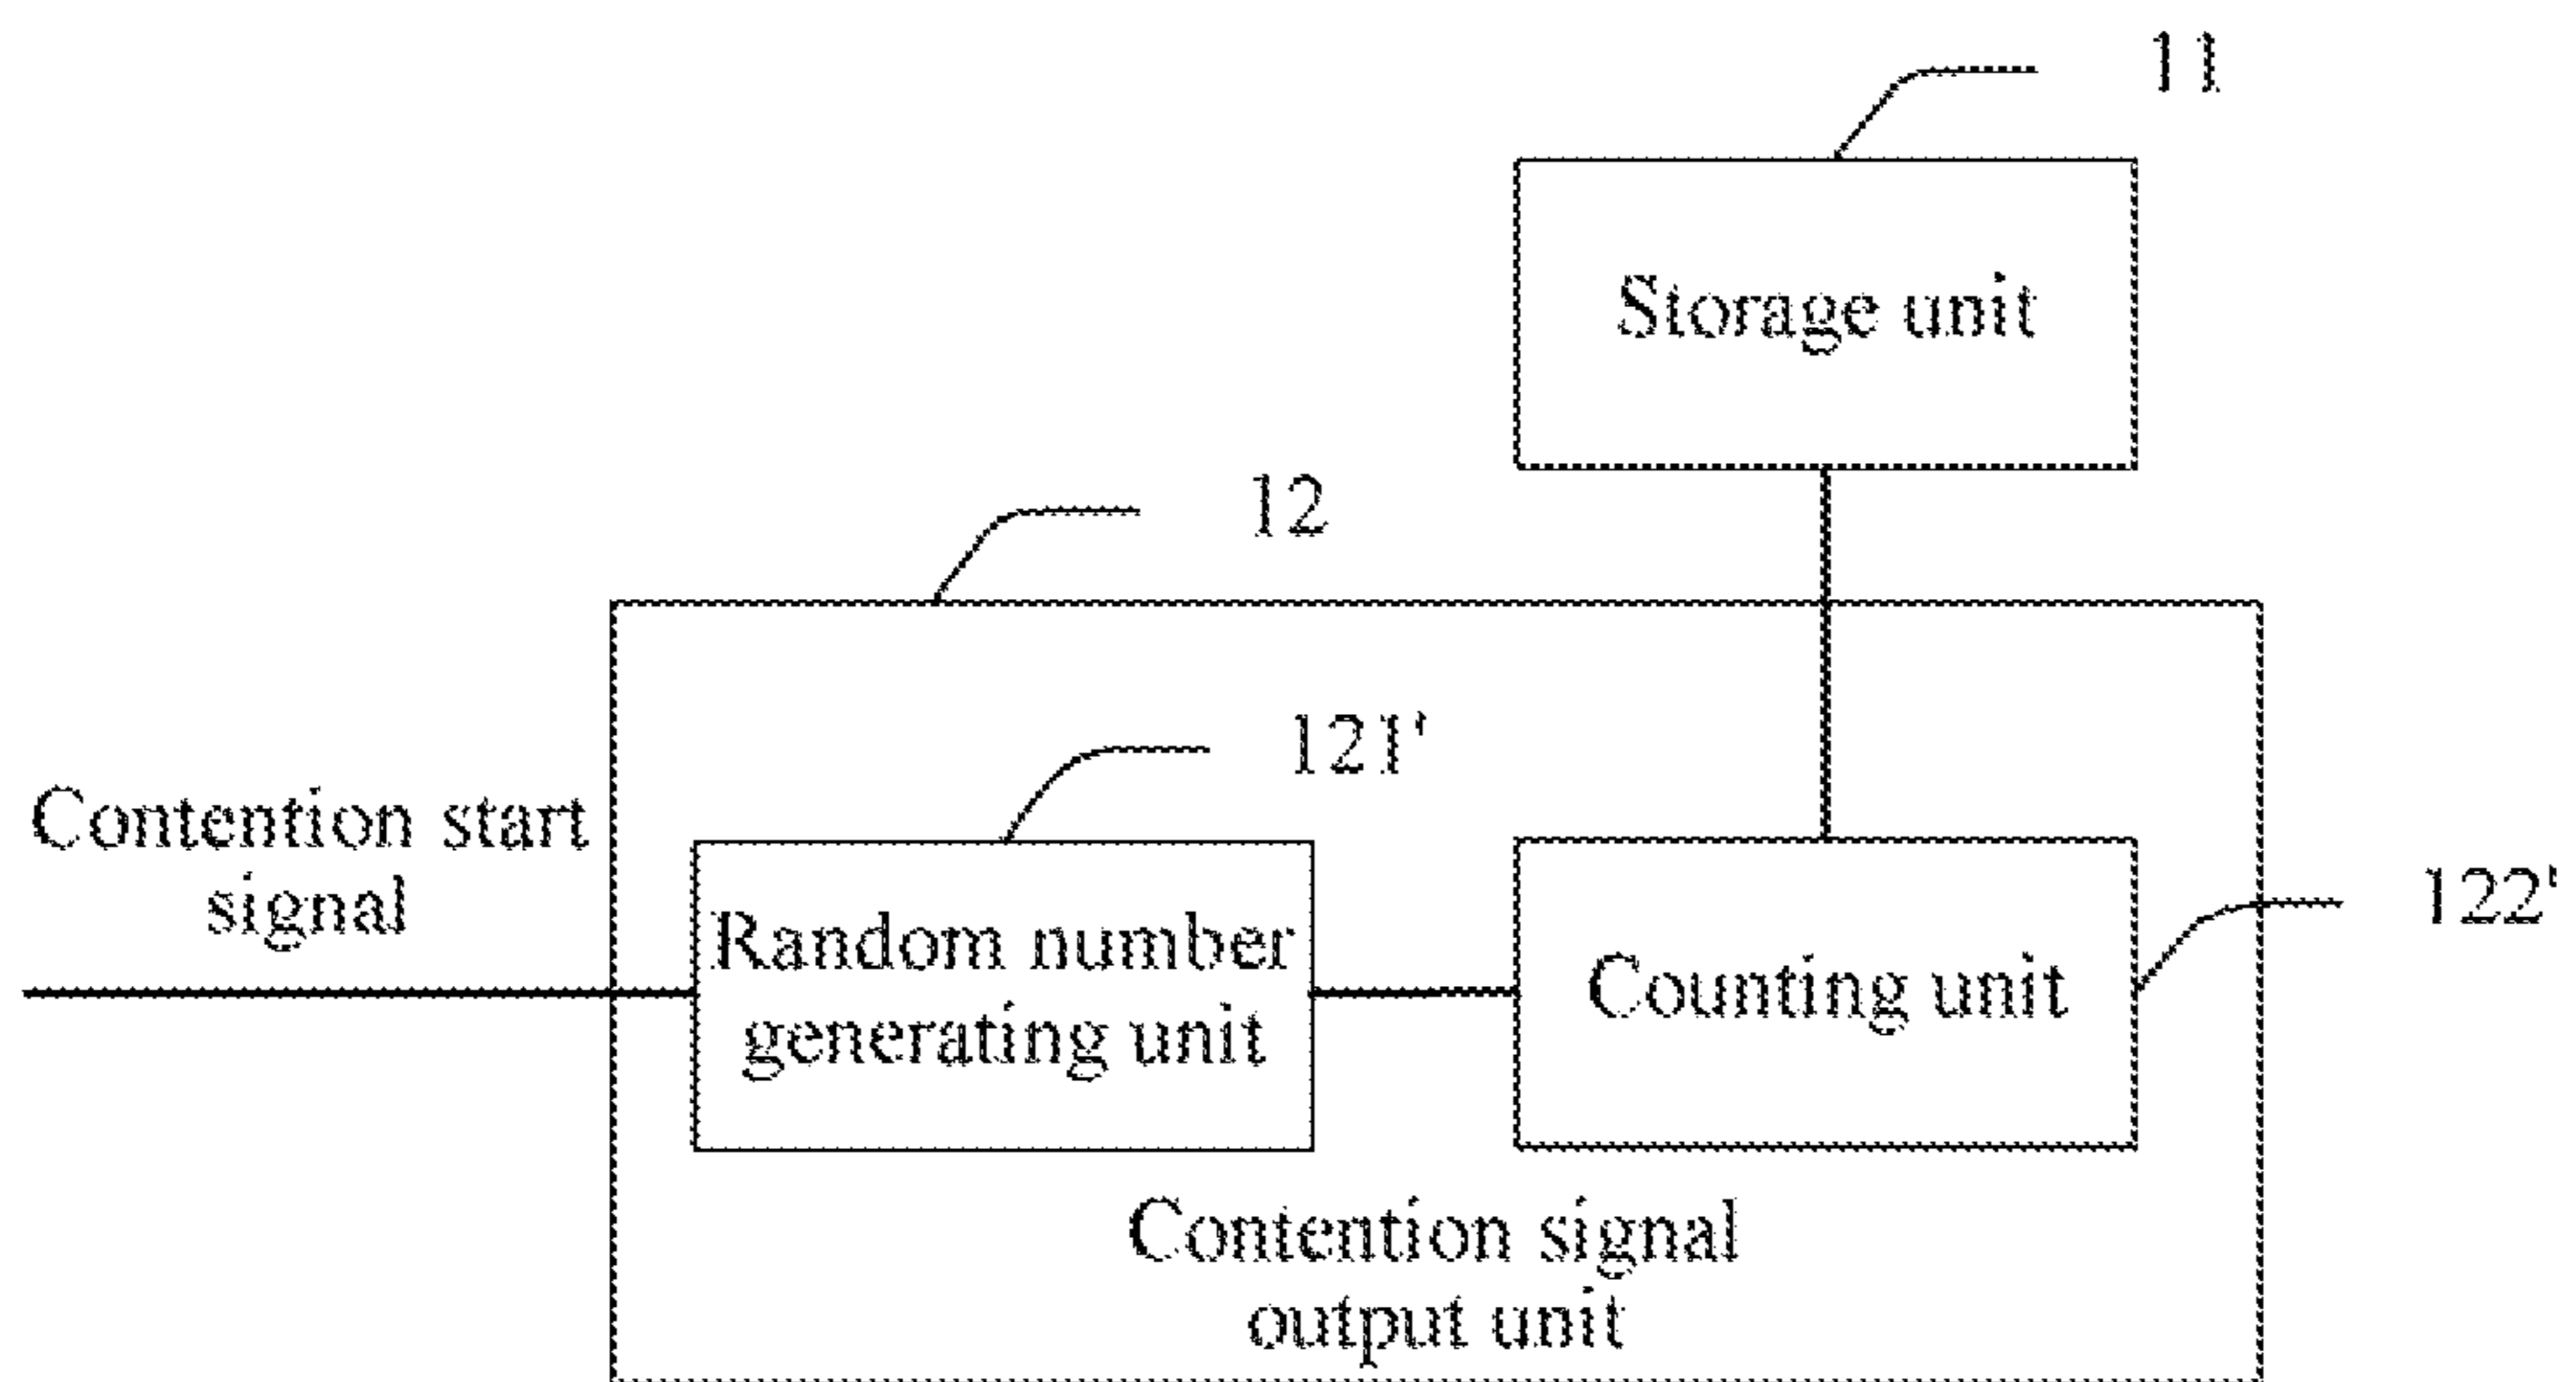 11
Storage unit
12
121'
Contention start
signal
122'
Random number
generating unit
Counting unit
Contention signal
output unit